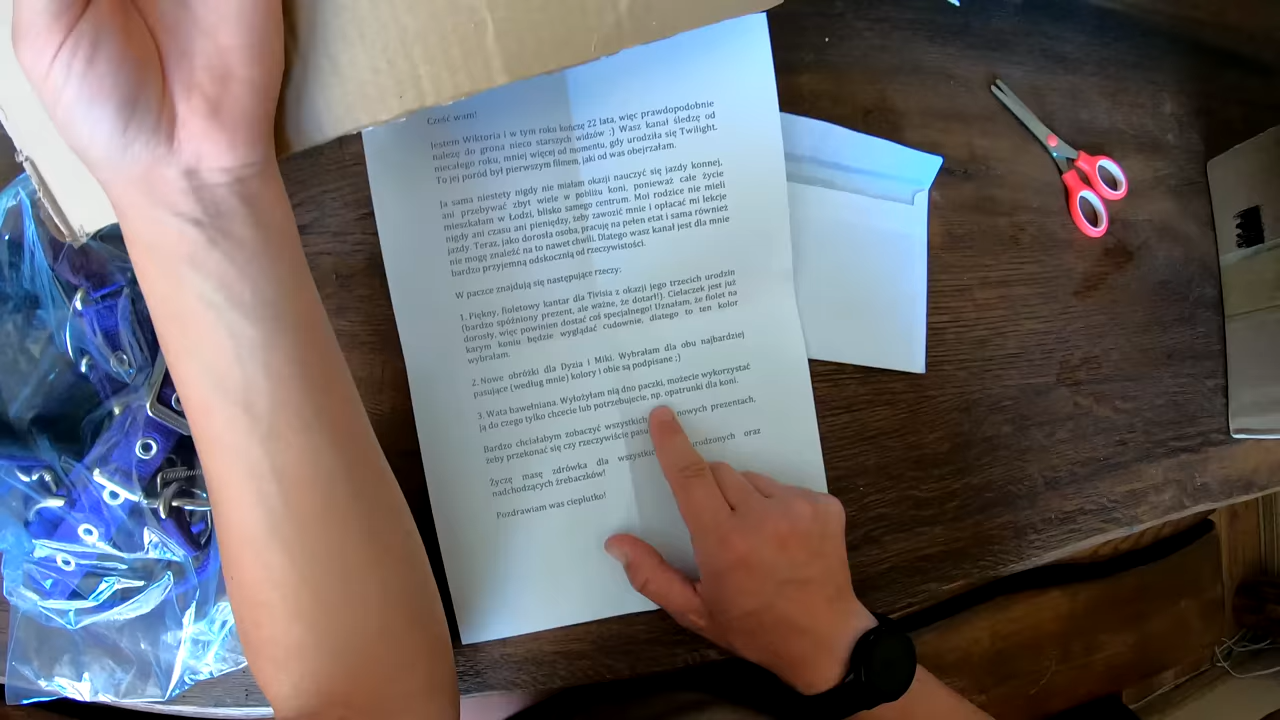 Cześć wam!
Jestem Wiktoria i w tym roku kończę 22 lata, więc prawdopodobnie
należę do grona nieco starszych widzów :) Wasz kanał śledzę od
niecałego roku, mniej więcej od momentu, gdy urodziła się Twilight.
To jej poród był pierwszym filmem, jaki od was obejrzałam.
Ja sama niestety nigdy nie miałam okazji nauczyć się jazdy konnej,
ani przebywać zbyt wiele w pobliżu koni, ponieważ całe życie
mieszkałam w Łodzi, blisko samego centrum. Moi rodzice nie mieli
nigdy ani czasu ani pieniędzy, żeby zawozić mnie i opłacać mi lekcje
jazdy. Teraz, jako dorosła osoba, pracuję na pełen etat i sama również
nie mogę znaleźć na to nawet chwili. Dlatego wasz kanał jest dla mnie
bardzo przyjemną odskocznią od rzeczywistości.
W paczce znajdują się następujące rzeczy:
1. Piękny, fioletowy kantar dla Tivisia z okazji jego trzecich urodzin
(bardzo spóźniony prezent, ale ważne, że dotarł!). Cielaczek jest już
dorosły, więc powinien dostać coś specjalnego! Uznałam, że fiolet na
karym koniu będzie wyglądać cudownie, dlatego to ten kolor
wybrałam.
2. Nowe obróżki dla Dyzia i Miki. Wybrałam dla obu najbardziej
pasujące (według mnie) kolory i obie są podpisane ;)
3. Wata bawełniana. Wyłożyłam nią dno paczki, możecie wykorzystać
ją do czego tylko chcecie lub potrzebujecie, np. opatrunki dla koni.
Bardzo chciałabym zobaczyć wszystkich nowych prezentach,
żeby przekonać się czy rzeczywiście
Życzę masę zdrówka dla wszystkich urodzonych oraz
nadchodzących źrebaczków!
Pozdrawiam was cieplutko!